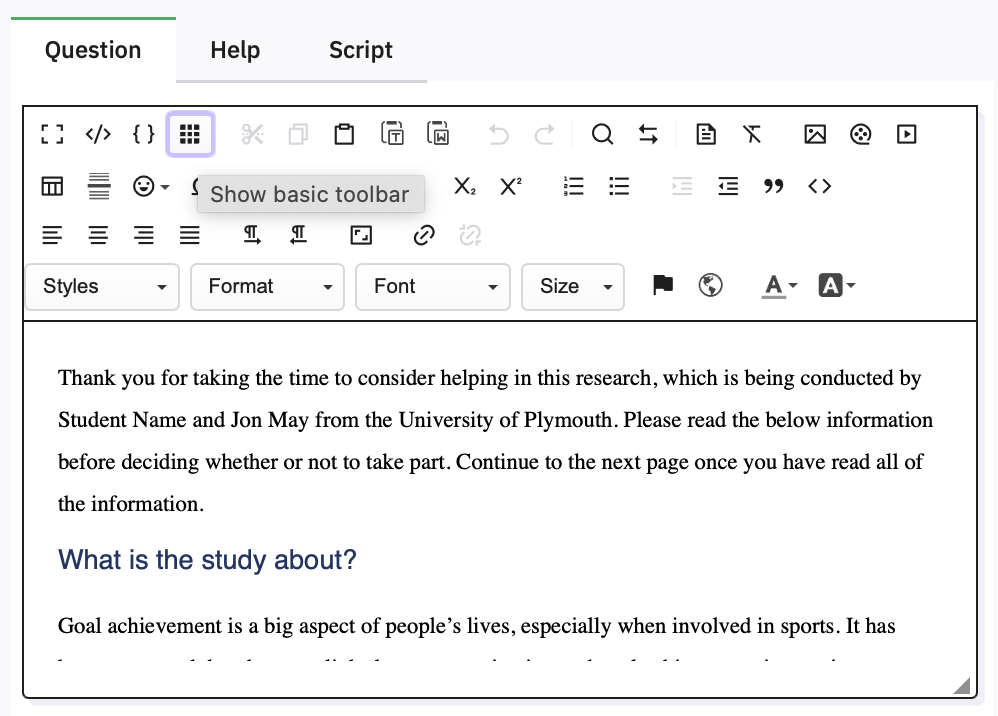 Question Help Script
Show basic toolbar
Styles Format Font Size
Thank you for taking the time to consider helping in this research, which is being conducted by
Student Name and Jon May from the University of Plymouth. Please read the below information
before deciding whether or not to take part. Continue to the next page once you have read all of
the information.
What is the study about?
Goal achievement is a big aspect of people’s lives, especially when involved in sports. It has